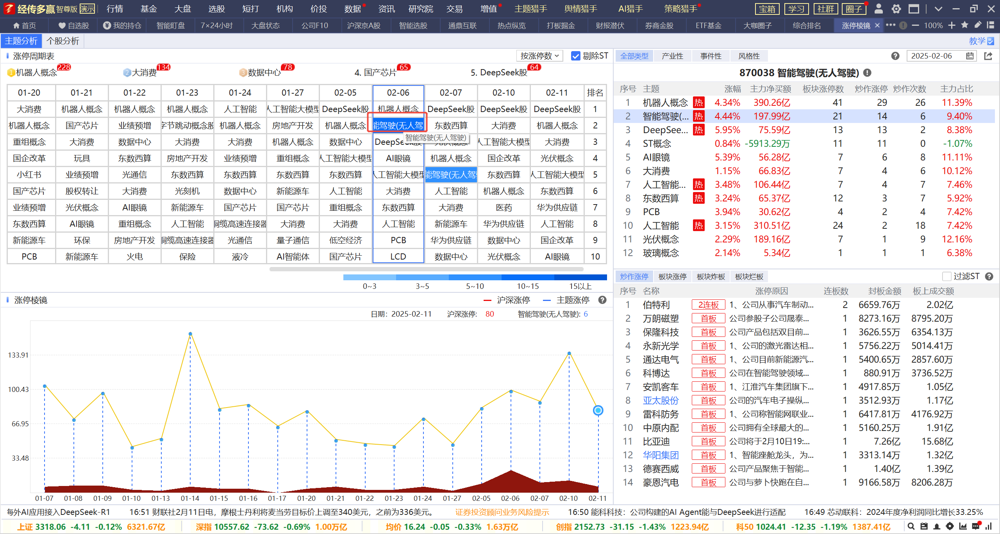 经传多赢 智尊版 演示 行情 基金 大盘 选股 短打 机构 价投 数据 资讯 研究院 交易 增值 主题猎手 舆情猎手 AI猎手 策略猎手 宝箱 学习 社群 圈子
首页 自选股 我的持仓 智能盯盘 7×24小时 大盘状态 公司F10 沪深京A股 智能选股 通鼎互联 热点纵览 打板掘金 财报潜伏 券商金股 ETF基金 大咖圈子 综合排名 涨停棱镜 100%
主题分析 个股分析 教学
涨停周期表 按涨停数 剔除ST
1 机器人概念 228 2 大消费 134 3 数据中心 78 4. 国产芯片 65 5. DeepSeek股 64
01-20 01-21 01-22 01-23 01-24 01-27 02-05 02-06 02-07 02-10 02-11 排名
大消费 机器人概念 机器人概念 机器人概念 人工智能 人工智能大模型 DeepSeek股 机器人概念 DeepSeek股 DeepSeek股 DeepSeek股 1
机器人概念 国产芯片 业绩预增 字节跳动概念股 机器人概念 房地产开发 机器人概念 能驾驶(无人驾 东数西算 大消费 机器人概念 2
智能驾驶(无人驾驶)
重组概念 大消费 数据中心 大消费 大消费 机器人概念 数据中心 DeepSeek股 光伏概念 人工智能大模型 大消费 3
国企改革 玩具 东数西算 房地产开发 业绩预增 重组概念 人工智能大模型 AI眼镜 机器人概念 国企改革 光伏概念 4
小红书 业绩预增 光通信 东数西算 东数西算 东数西算 东数西算 人工智能大模型 能驾驶(无人驾驶 东数西算 人工智能大模型 5
国产芯片 股权转让 大消费 光刻机 数据中心 新能源车 人工智能 大消费 人工智能 机器人概念 东数西算 6
业绩预增 光伏概念 AI眼镜 新能源车 国产芯片 国产芯片 重组概念 东数西算 大消费 医药 华为供应链 7
东数西算 AI眼镜 重组概念 人工智能 铜缆高速连接器 大消费 大消费 人工智能 新能源车 华为供应链 人工智能 8
新能源车 环保 房地产开发 铜缆高速连接器 光通信 量子通信 低空经济 PCB 华为供应链 数据中心 国企改革 9
PCB 新能源车 火电 保险 液冷 AI智能体 国产芯片 LCD 数据中心 光伏概念 AI眼镜 10
0~3 3~5 5~10 10~15 15以上
涨停棱镜 沪深涨停 主题涨停
日期: 2025-02-11 沪深涨停: 80 智能驾驶(无人驾驶): 6
133.91
100.43
66.95
33.48
01-07 01-08 01-09 01-10 01-13 01-14 01-15 01-16 01-17 01-20 01-21 01-22 01-23 01-24 01-27 02-05 02-06 02-07 02-10 02-11
全部类型 产业性 事件性 风格性 2025-02-06
870038 智能驾驶(无人驾驶)
序号 主题 涨幅 主力净买额 板块涨停数 炒作涨停 炒作次数 主力占比
1 机器人概念 热 4.34% 390.26亿 41 29 26 11.39%
2 智能驾驶(... 热 4.44% 197.99亿 21 14 6 9.40%
3 DeepSee... 热 5.95% 75.59亿 13 13 2 8.38%
4 ST概念 0.84% -5913.29万 11 11 0 -1.07%
5 AI眼镜 5.39% 56.28亿 7 6 8 11.11%
6 大消费 1.15% 66.83亿 7 4 6 10.12%
7 人工智能... 热 3.48% 106.44亿 7 4 7 7.46%
8 东数西算 热 3.24% 65.37亿 12 3 7 5.92%
9 PCB 3.94% 30.62亿 4 2 4 7.42%
10 人工智能 热 3.15% 310.51亿 24 2 18 7.42%
11 光伏概念 2.29% 189.16亿 7 1 9 12.16%
12 玻璃概念 2.14% 5.34亿 1 1 1 6.38%
炒作涨停 板块涨停 板块炸板 板块烂板 过滤ST
序号 名称 涨停原因 连板数 封板金额 板上成交额
1 伯特利 2连板 1、公司从事汽车制动... 2 6659.76万 2.02亿
2 万朗磁塑 首板 公司参股子公司晟泰... 1 8273.16万 8795.20万
3 保隆科技 首板 公司产品包括双目前... 1 3626.55万 6354.13万
4 永新光学 首板 1、公司的激光雷达相... 1 5756.22万 5014.41万
5 通达电气 首板 1、公司目前新能源汽... 1 5400.65万 2857.60万
6 科博达 首板 公司在智能驾驶领域... 1 880.91万 3736.52万
7 安凯客车 首板 1、江淮汽车集团旗下... 1 4917.85万 1.05亿
8 亚太股份 首板 公司的汽车电子操纵... 1 3512.93万 1.17亿
9 雷科防务 首板 1、公司称智能网联业... 1 6417.81万 4176.92万
10 中原内配 首板 公司拥有全球最大的... 1 5160.25万 1.91亿
11 比亚迪 首板 公司将于2月10日19:... 1 7.26亿 15.68亿
12 华阳集团 首板 1、智能座舱龙头，为... 1 3313.14万 1.32亿
13 德赛西威 首板 公司产品聚焦于智能... 1 1.40亿 1.39亿
14 豪恩汽电 首板 公司与萝卜快跑在自... 1 9166.58万 8206.28万
每外AI应用接入DeepSeek-R1 16:51 财联社2月11日电，摩根士丹利将麦当劳目标价上调至340美元，之前为336美元。 证券投资顾问业务风险提示 16:50 能科科技：公司构建的AI Agent能与DeepSeek进行适配 16:49 芯动联科：2024年度净利润同比增长33.25%
上证 3318.06 -4.11 -0.12% 6321.67亿 深指 10557.62 -73.62 -0.69% 1.00万亿 均价 16.24 -0.05 -0.33% 1.63万亿 创指 2152.73 -31.15 -1.43% 1223.94亿 科50 1024.41 -12.35 -1.19% 1387.41亿